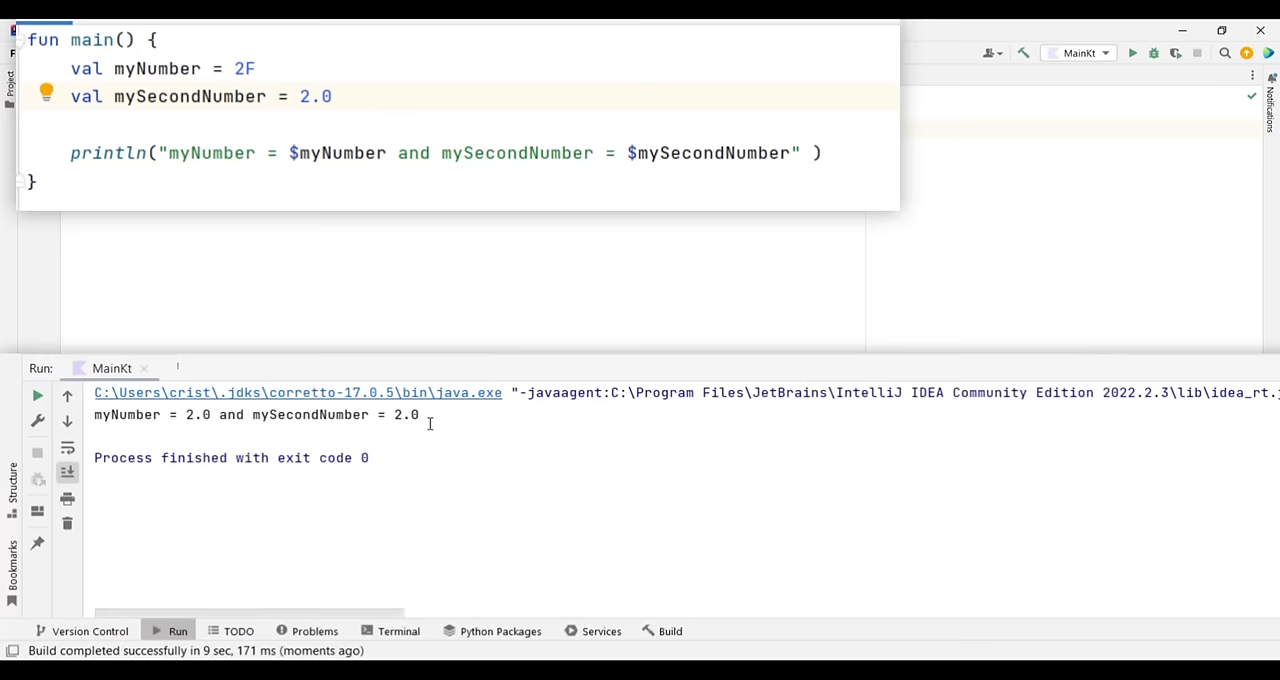 fun main() {
val myNumber = 2F
val mySecondNumber = 2.0
println("myNumber = $myNumber and mySecondNumber = $mySecondNumber" )
}
MainKt
Project
Notifications
Run: MainKt
C:\Users\crist\.jdks\corretto-17.0.5\bin\java.exe "-javaagent:C:\Program Files\JetBrains\IntelliJ IDEA Community Edition 2022.2.3\lib\idea_rt.j
myNumber = 2.0 and mySecondNumber = 2.0
Process finished with exit code 0
Structure
Bookmarks
Version Control Run TODO Problems Terminal Python Packages Services Build
Build completed successfully in 9 sec, 171 ms (moments ago)